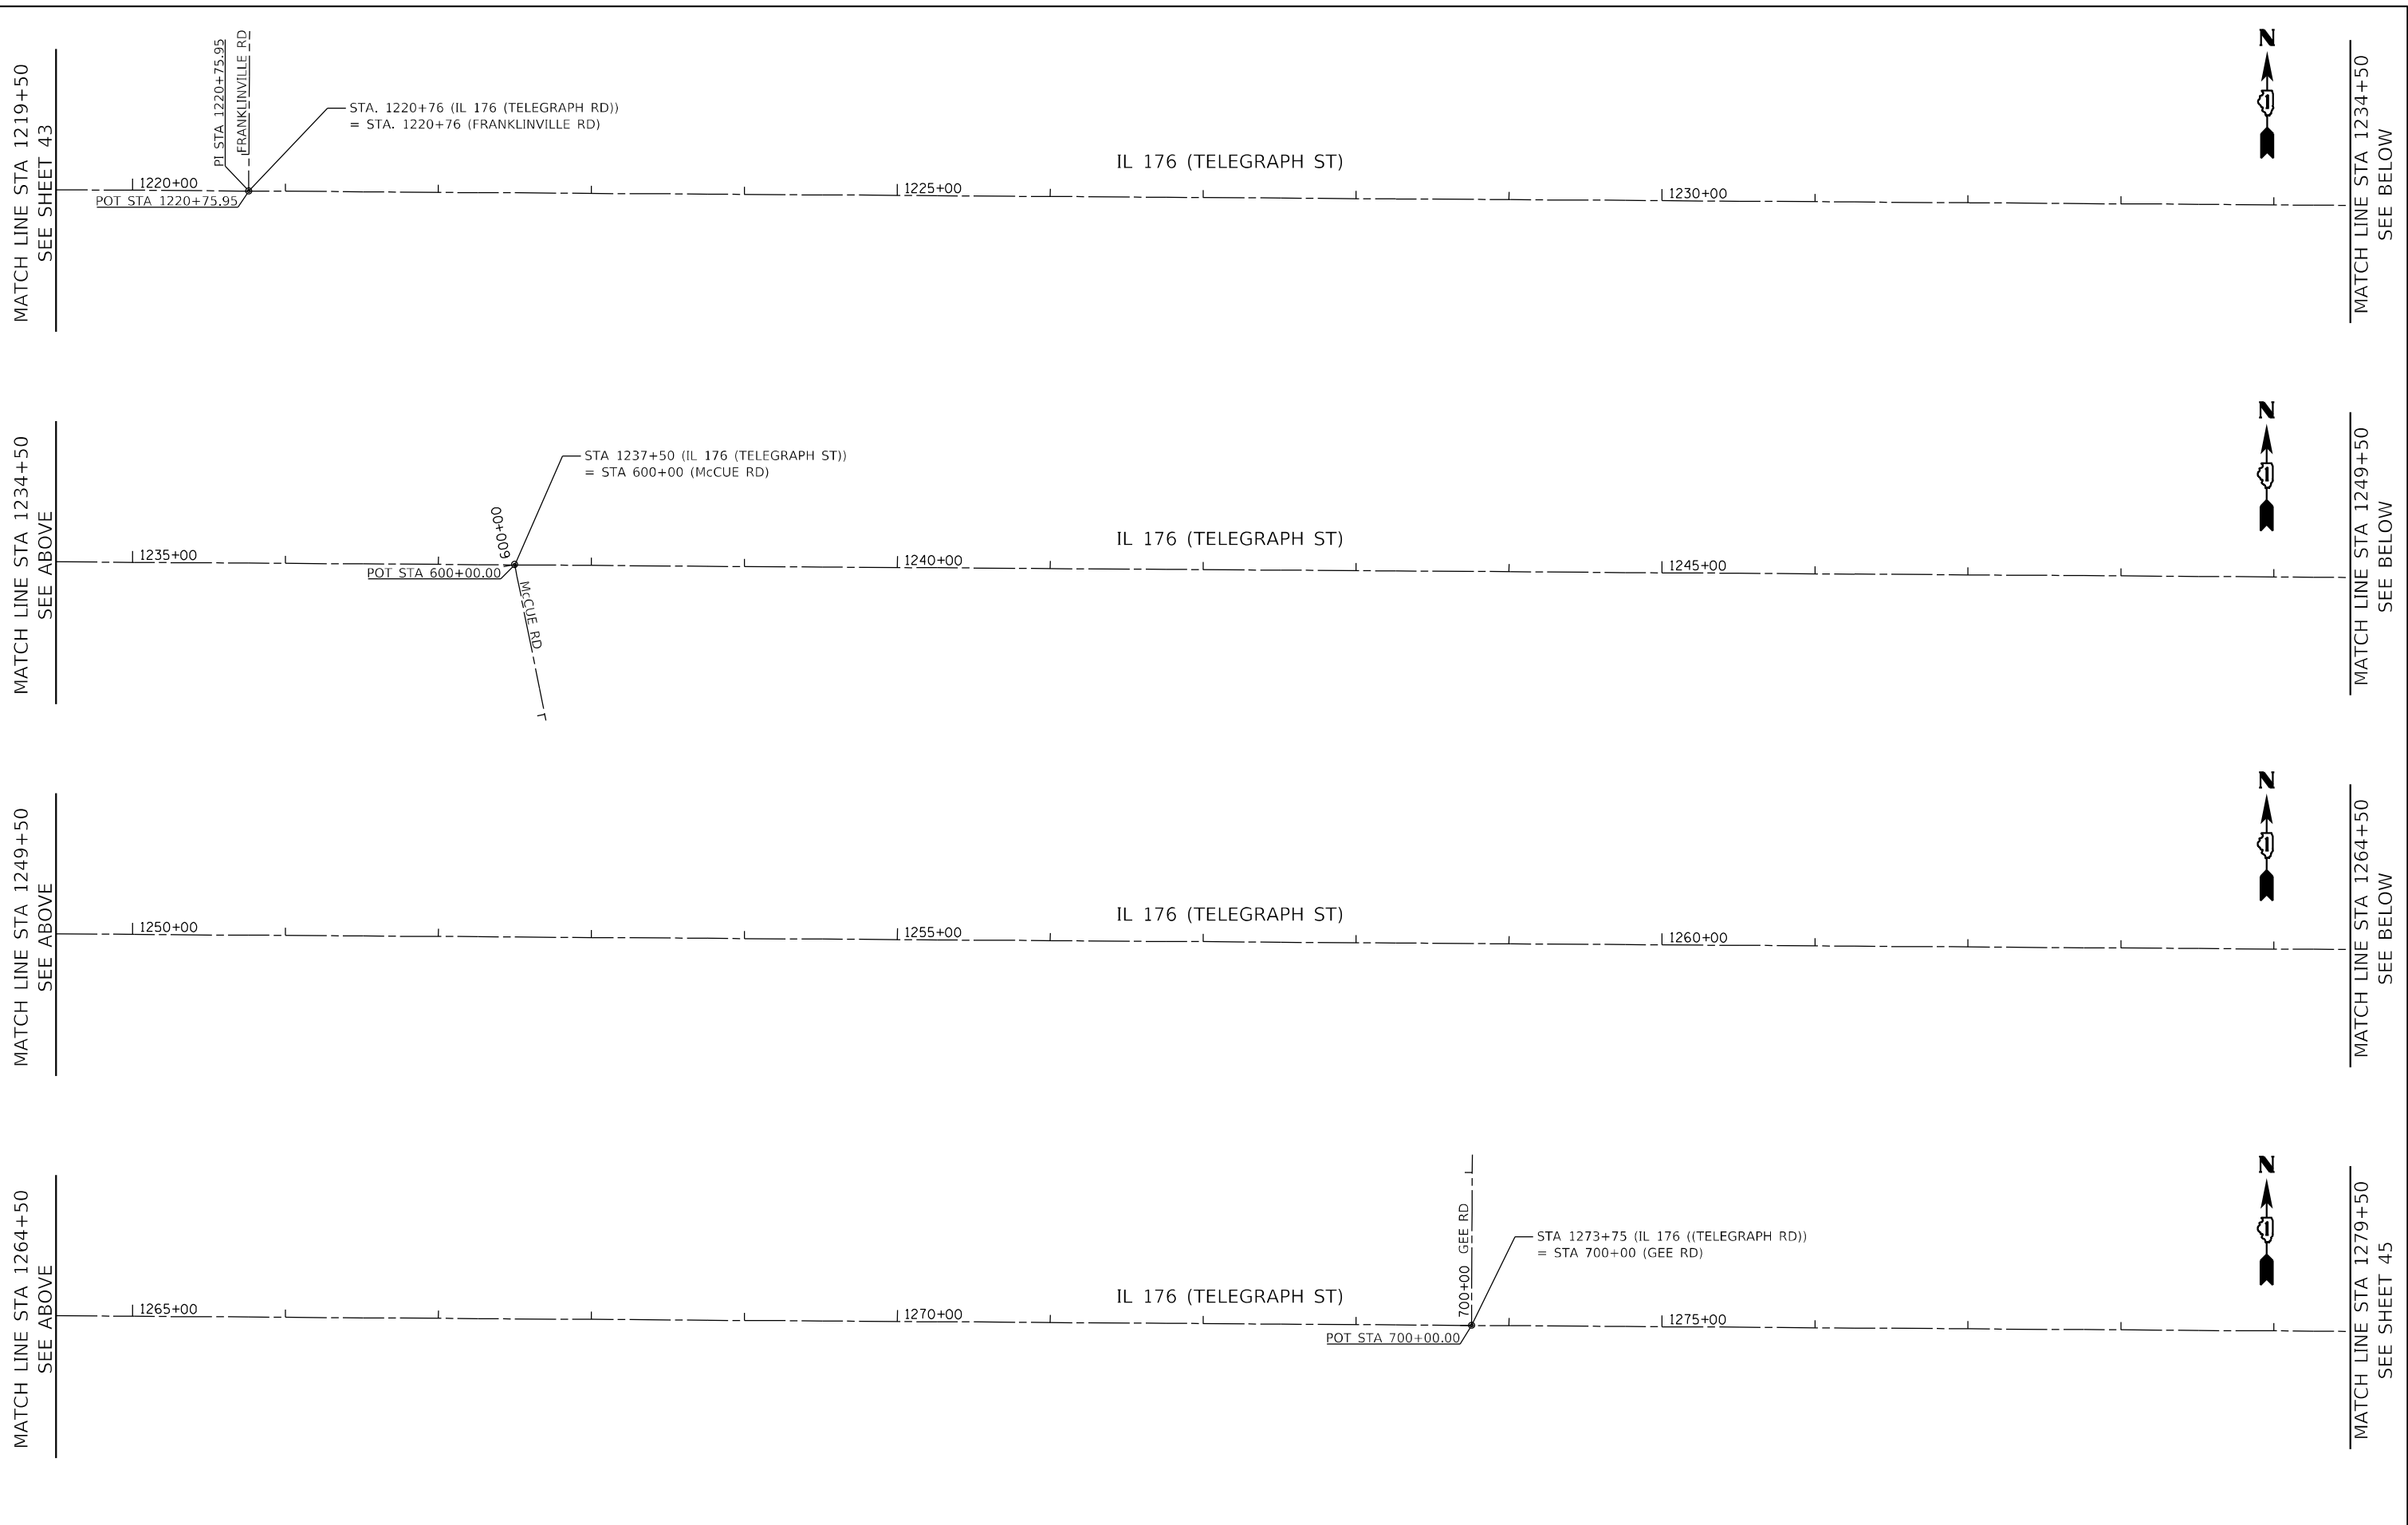 MATCH LINE STA 1219+50
SEE SHEET 43
PI STA 1220+75.95
FRANKLINVILLE RD
STA. 1220+76 (IL 176 (TELEGRAPH RD))
= STA. 1220+76 (FRANKLINVILLE RD)
IL 176 (TELEGRAPH ST)
1220+00
1225+00
1230+00
POT STA 1220+75.95
N
1
MATCH LINE STA 1234+50
SEE BELOW
MATCH LINE STA 1234+50
SEE ABOVE
STA 1237+50 (IL 176 (TELEGRAPH ST))
= STA 600+00 (McCUE RD)
600+00
IL 176 (TELEGRAPH ST)
1235+00
1240+00
1245+00
POT STA 600+00.00
McCUE RD
N
1
MATCH LINE STA 1249+50
SEE BELOW
MATCH LINE STA 1249+50
SEE ABOVE
IL 176 (TELEGRAPH ST)
1250+00
1255+00
1260+00
N
1
MATCH LINE STA 1264+50
SEE BELOW
MATCH LINE STA 1264+50
SEE ABOVE
700+00 GEE RD
STA 1273+75 (IL 176 ((TELEGRAPH RD))
= STA 700+00 (GEE RD)
IL 176 (TELEGRAPH ST)
1265+00
1270+00
1275+00
POT STA 700+00.00
N
1
MATCH LINE STA 1279+50
SEE SHEET 45